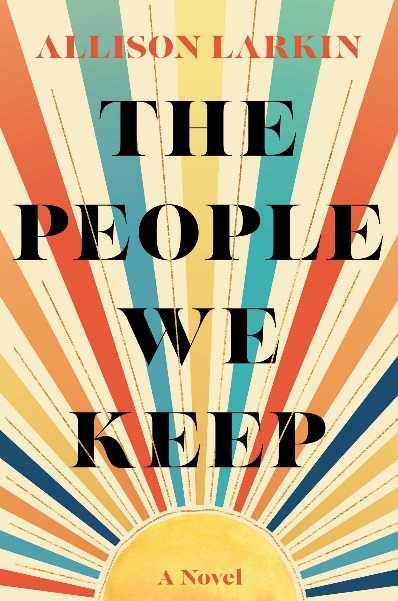 ALLISON LARKIN
THE
PEOPLE
WE
KEEP
A Novel